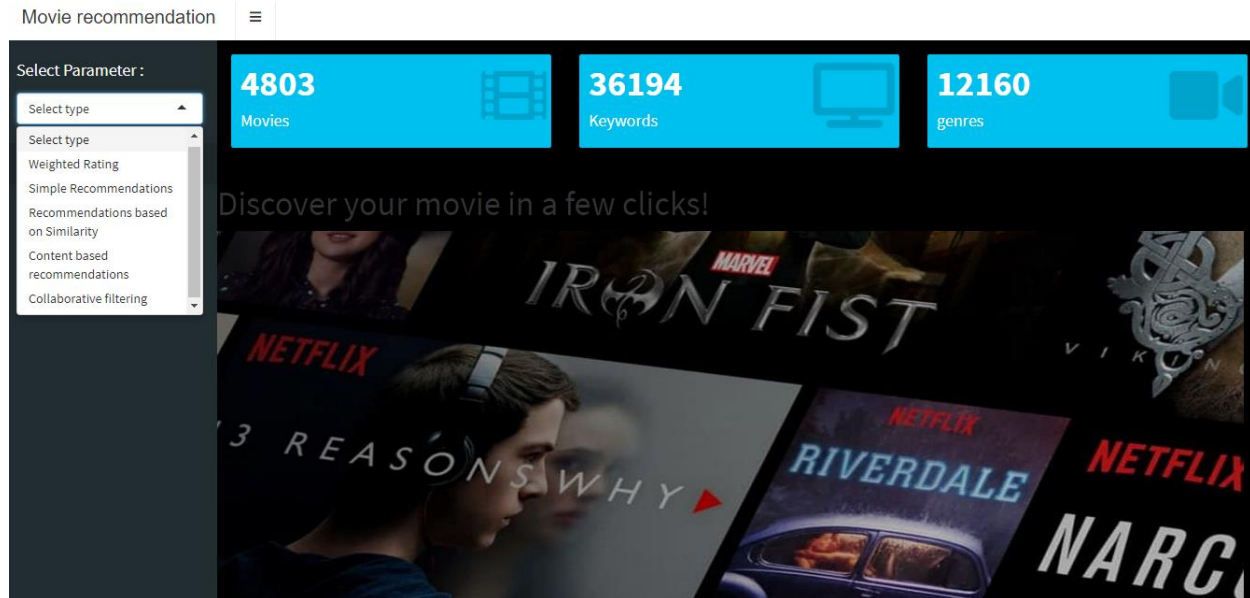 Movie recommendation
Select Parameter :
Select type
Select type
Weighted Rating
Simple Recommendations
Recommendations based
on Similarity
Content based
recommendations
Collaborative filtering
4803
Movies
36194
Keywords
12160
genres
Discover your movie in a few clicks!
MARVEL
IRON FIST
VIKIN
NETFLIX
13 REASONS WHY
NETFLIX
RIVERDALE
NETFLIX
NARC